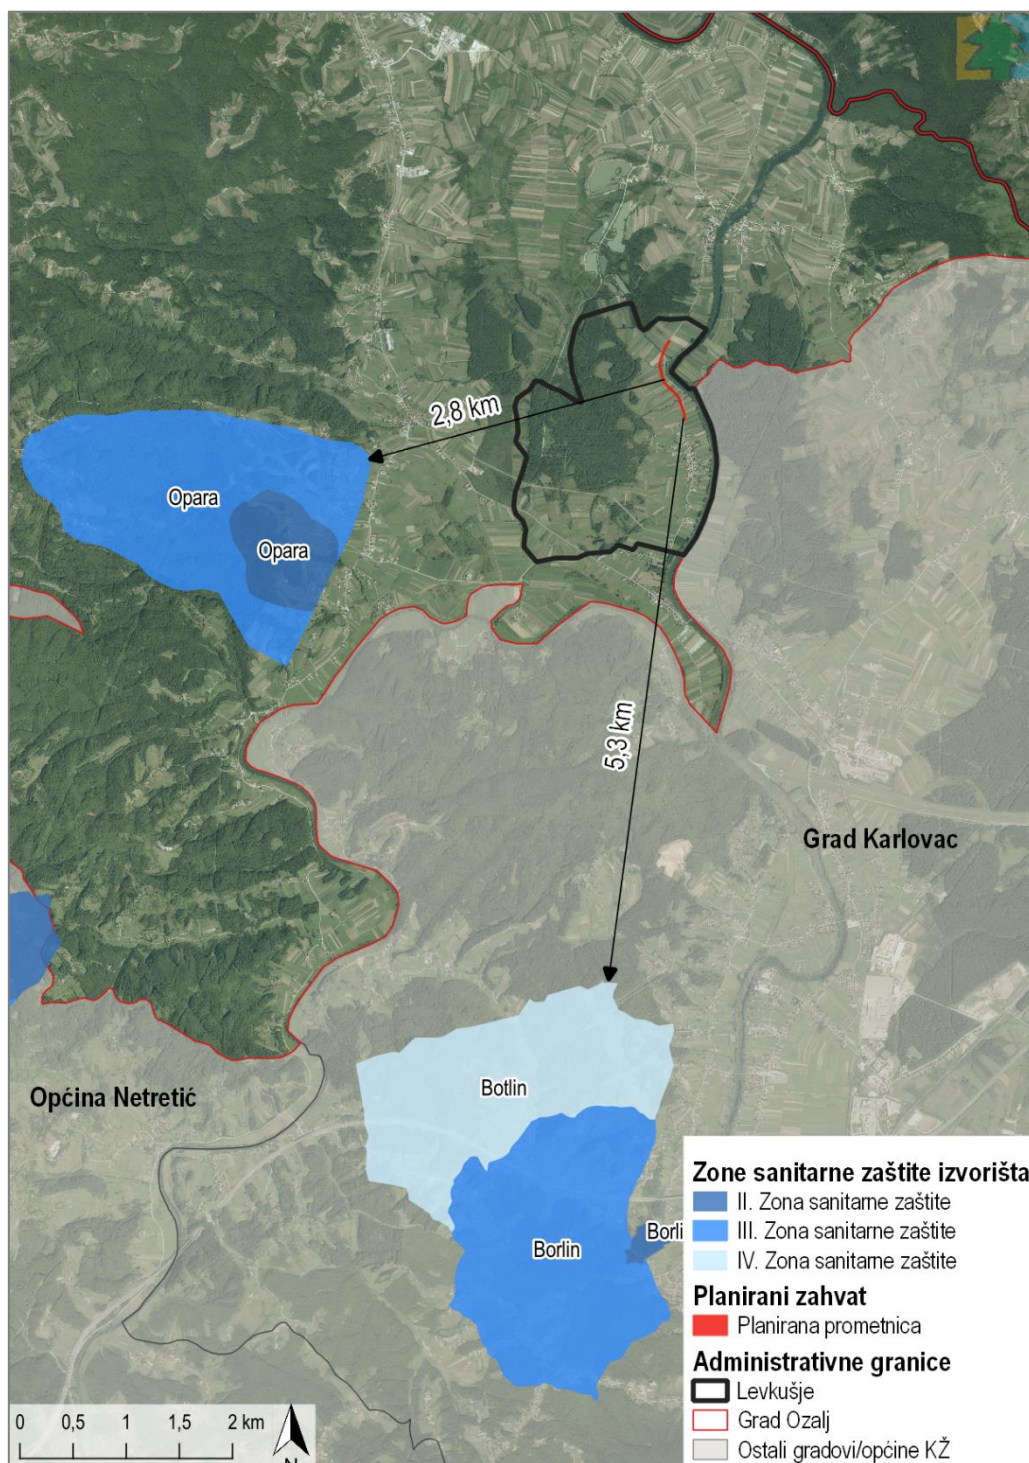 2,8 km
Opara
Opara
5,3 km
Grad Karlovac
Općina Netretić
Botlin
Borlin
Borli
Zone sanitarne zaštite izvorišta
II. Zona sanitarne zaštite
III. Zona sanitarne zaštite
IV. Zona sanitarne zaštite
Planirani zahvat
Planirana prometnica
Administrativne granice
Levkušje
Grad Ozalj
Ostali gradovi/općine KŽ
0 0,5 1 1,5 2 km
N